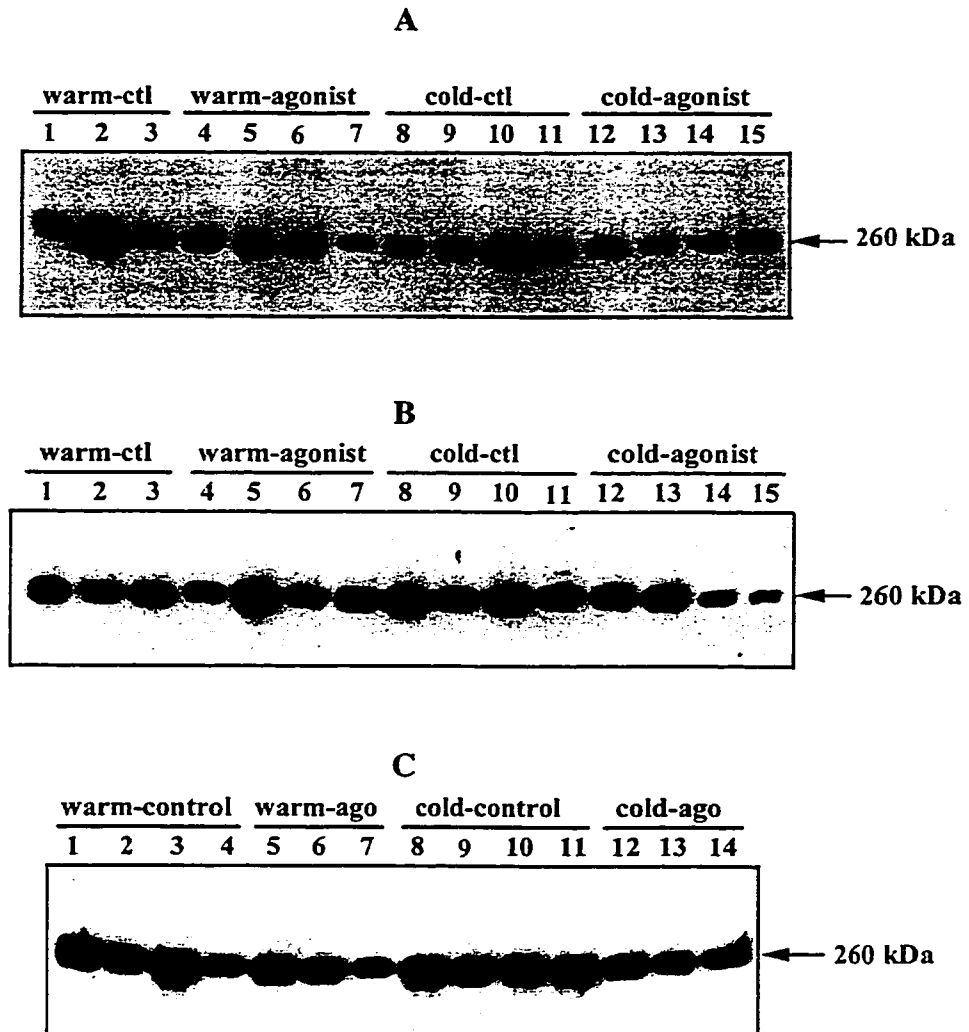 A
warm-ctl warm-agonist cold-ctl cold-agonist
1 2 3 4 5 6 7 8 9 10 11 12 13 14 15
260 kDa
B
warm-ctl warm-agonist cold-ctl cold-agonist
1 2 3 4 5 6 7 8 9 10 11 12 13 14 15
260 kDa
C
warm-control warm-ago cold-control cold-ago
1 2 3 4 5 6 7 8 9 10 11 12 13 14
260 kDa